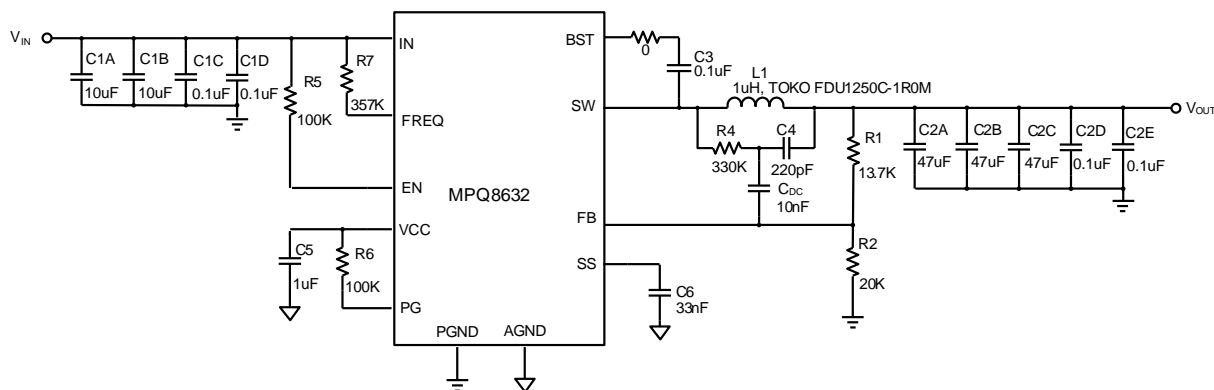 VIN
C1A
10uF
C1B
10uF
C1C
0.1uF
C1D
0.1uF
R5
100K
R7
357K
IN
FREQ
EN
VCC
PG
C5
1uF
R6
100K
MPQ8632
PGND
AGND
BST
SW
FB
SS
0
C3
0.1uF
L1
1uH, TOKO FDU1250C-1R0M
R4
330K
C4
220pF
CDC
10nF
R1
13.7K
R2
20K
C6
33nF
C2A
47uF
C2B
47uF
C2C
47uF
C2D
0.1uF
C2E
0.1uF
VOUT